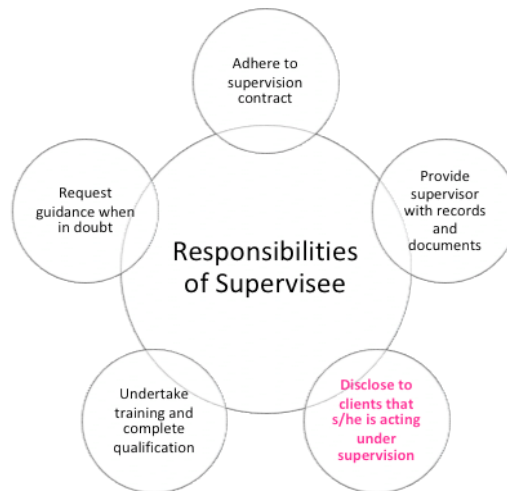 Adhere to
supervision
contract
Provide
supervisor
with records
and
documents
Disclose to
clients that
s/he is acting
under
supervision
Undertake
training and
complete
qualification
Request
guidance when
in doubt
Responsibilities
of Supervisee